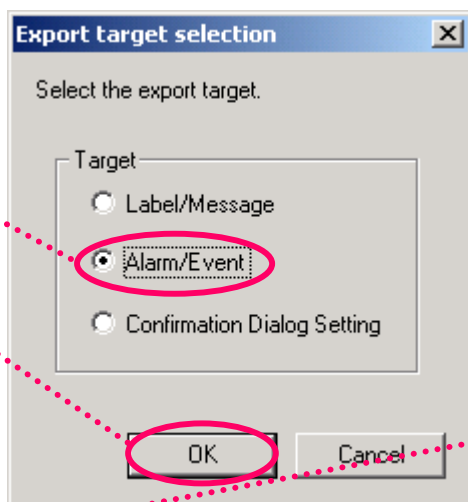 Export target selection
Select the export target.
Target
Label/Message
Alarm/Event
Confirmation Dialog Setting
OK Cancel